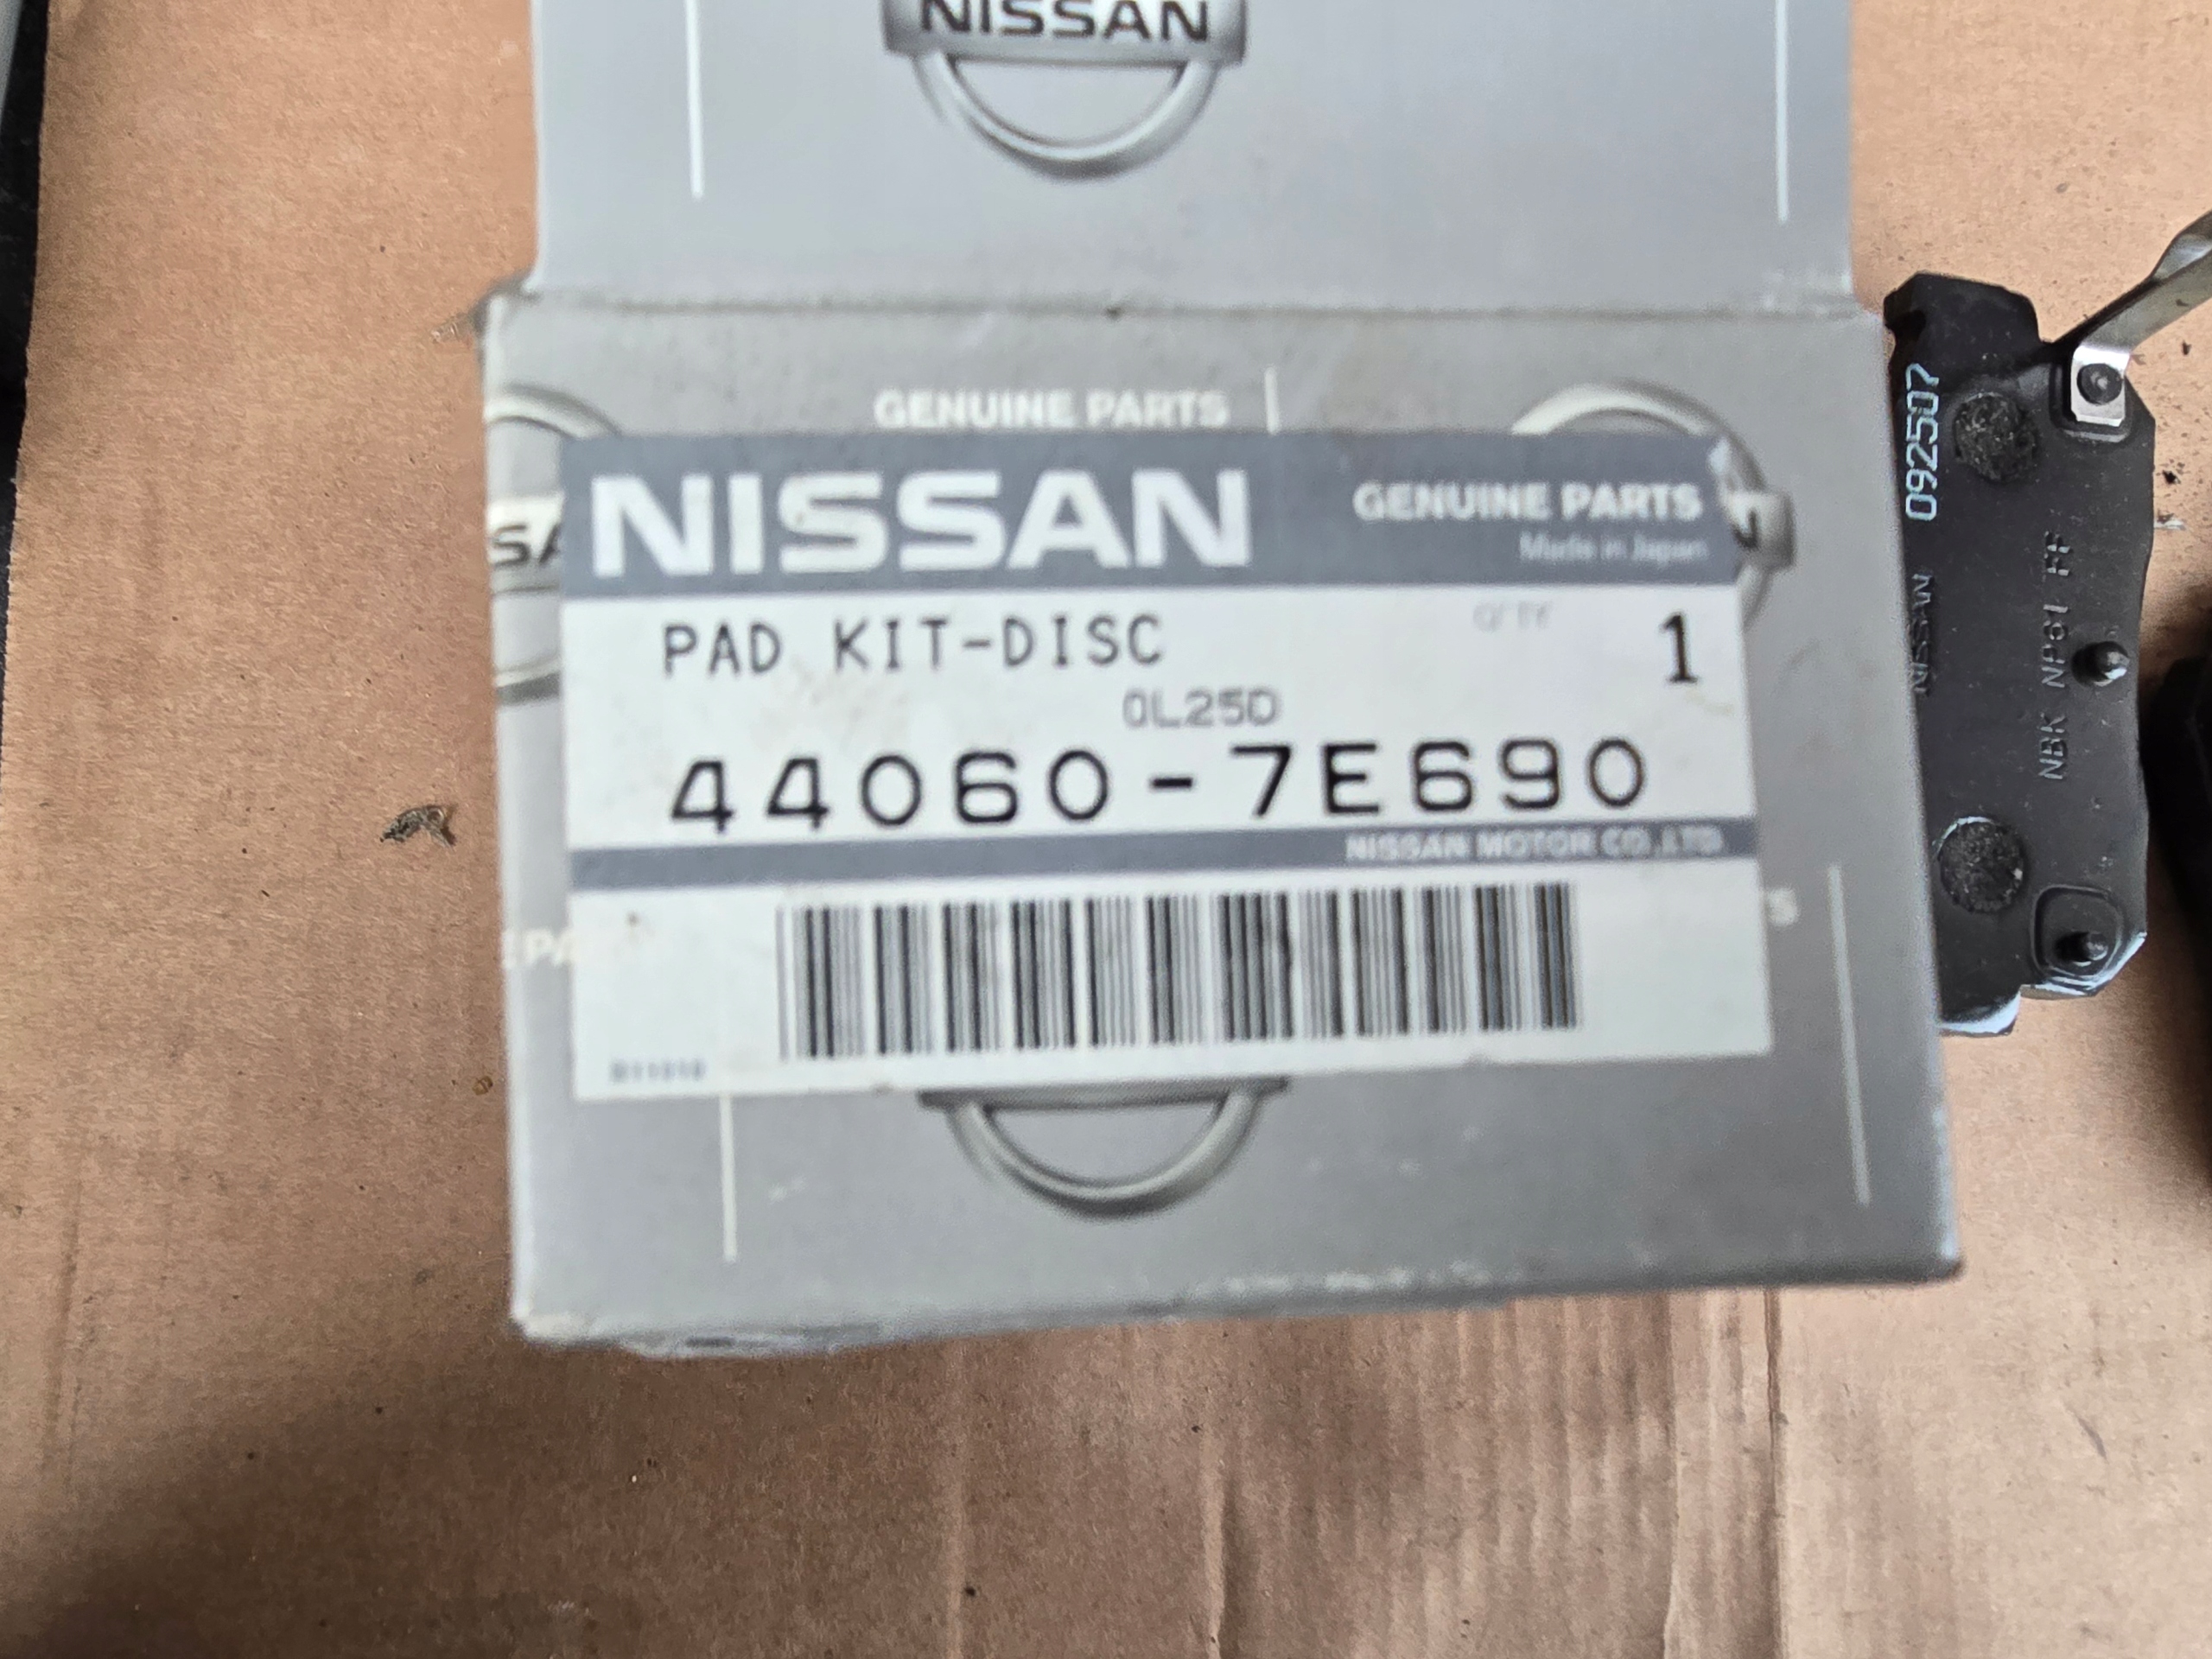 NISSAN
GENUINE PARTS
SA
NISSAN
GENUINE PARTS
Made in Japan
PAD KIT-DISC
Q'TY
1
0L25D
44060-7E690
NISSAN MOTOR CO.,LTD.
S
NISSAN 092507
NBK NP61 FF